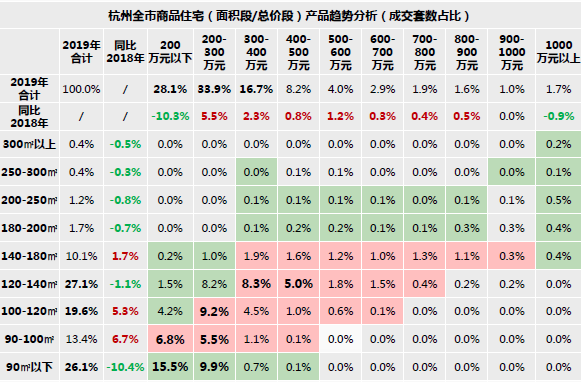 杭州全市商品住宅（面积段/总价段）产品趋势分析（成交套数占比）
2019年合计 同比2018年 200万元以下 200-300万元 300-400万元 400-500万元 500-600万元 600-700万元 700-800万元 800-900万元 900-1000万元 1000万元以上
2019年合计 100.0% / 28.1% 33.9% 16.7% 8.2% 4.0% 2.9% 1.9% 1.6% 1.0% 1.7%
同比2018年 / / -10.3% 5.5% 2.3% 0.8% 1.2% 0.3% 0.4% 0.5% 0.0% -0.9%
300㎡以上 0.4% -0.5% 0.0% 0.0% 0.0% 0.0% 0.0% 0.0% 0.0% 0.0% 0.0% 0.2%
250-300㎡ 0.4% -0.3% 0.0% 0.0% 0.0% 0.1% 0.1% 0.0% 0.0% 0.0% 0.0% 0.1%
200-250㎡ 1.2% -0.8% 0.0% 0.0% 0.1% 0.1% 0.1% 0.1% 0.1% 0.1% 0.1% 0.5%
180-200㎡ 1.7% -0.7% 0.0% 0.0% 0.1% 0.2% 0.2% 0.1% 0.1% 0.3% 0.3% 0.4%
140-180㎡ 10.1% 1.7% 0.2% 1.0% 1.9% 1.6% 1.2% 1.0% 1.3% 1.1% 0.3% 0.4%
120-140㎡ 27.1% -1.1% 1.5% 8.2% 8.3% 5.0% 1.8% 1.5% 0.4% 0.2% 0.2% 0.0%
100-120㎡ 19.6% 5.3% 4.2% 9.2% 4.5% 1.0% 0.6% 0.1% 0.0% 0.0% 0.0% 0.0%
90-100㎡ 13.4% 6.7% 6.8% 5.5% 1.1% 0.1% 0.0% 0.0% 0.0% 0.0% 0.0% 0.0%
90㎡以下 26.1% -10.4% 15.5% 9.9% 0.7% 0.1% 0.0% 0.0% 0.0% 0.0% 0.0% 0.0%